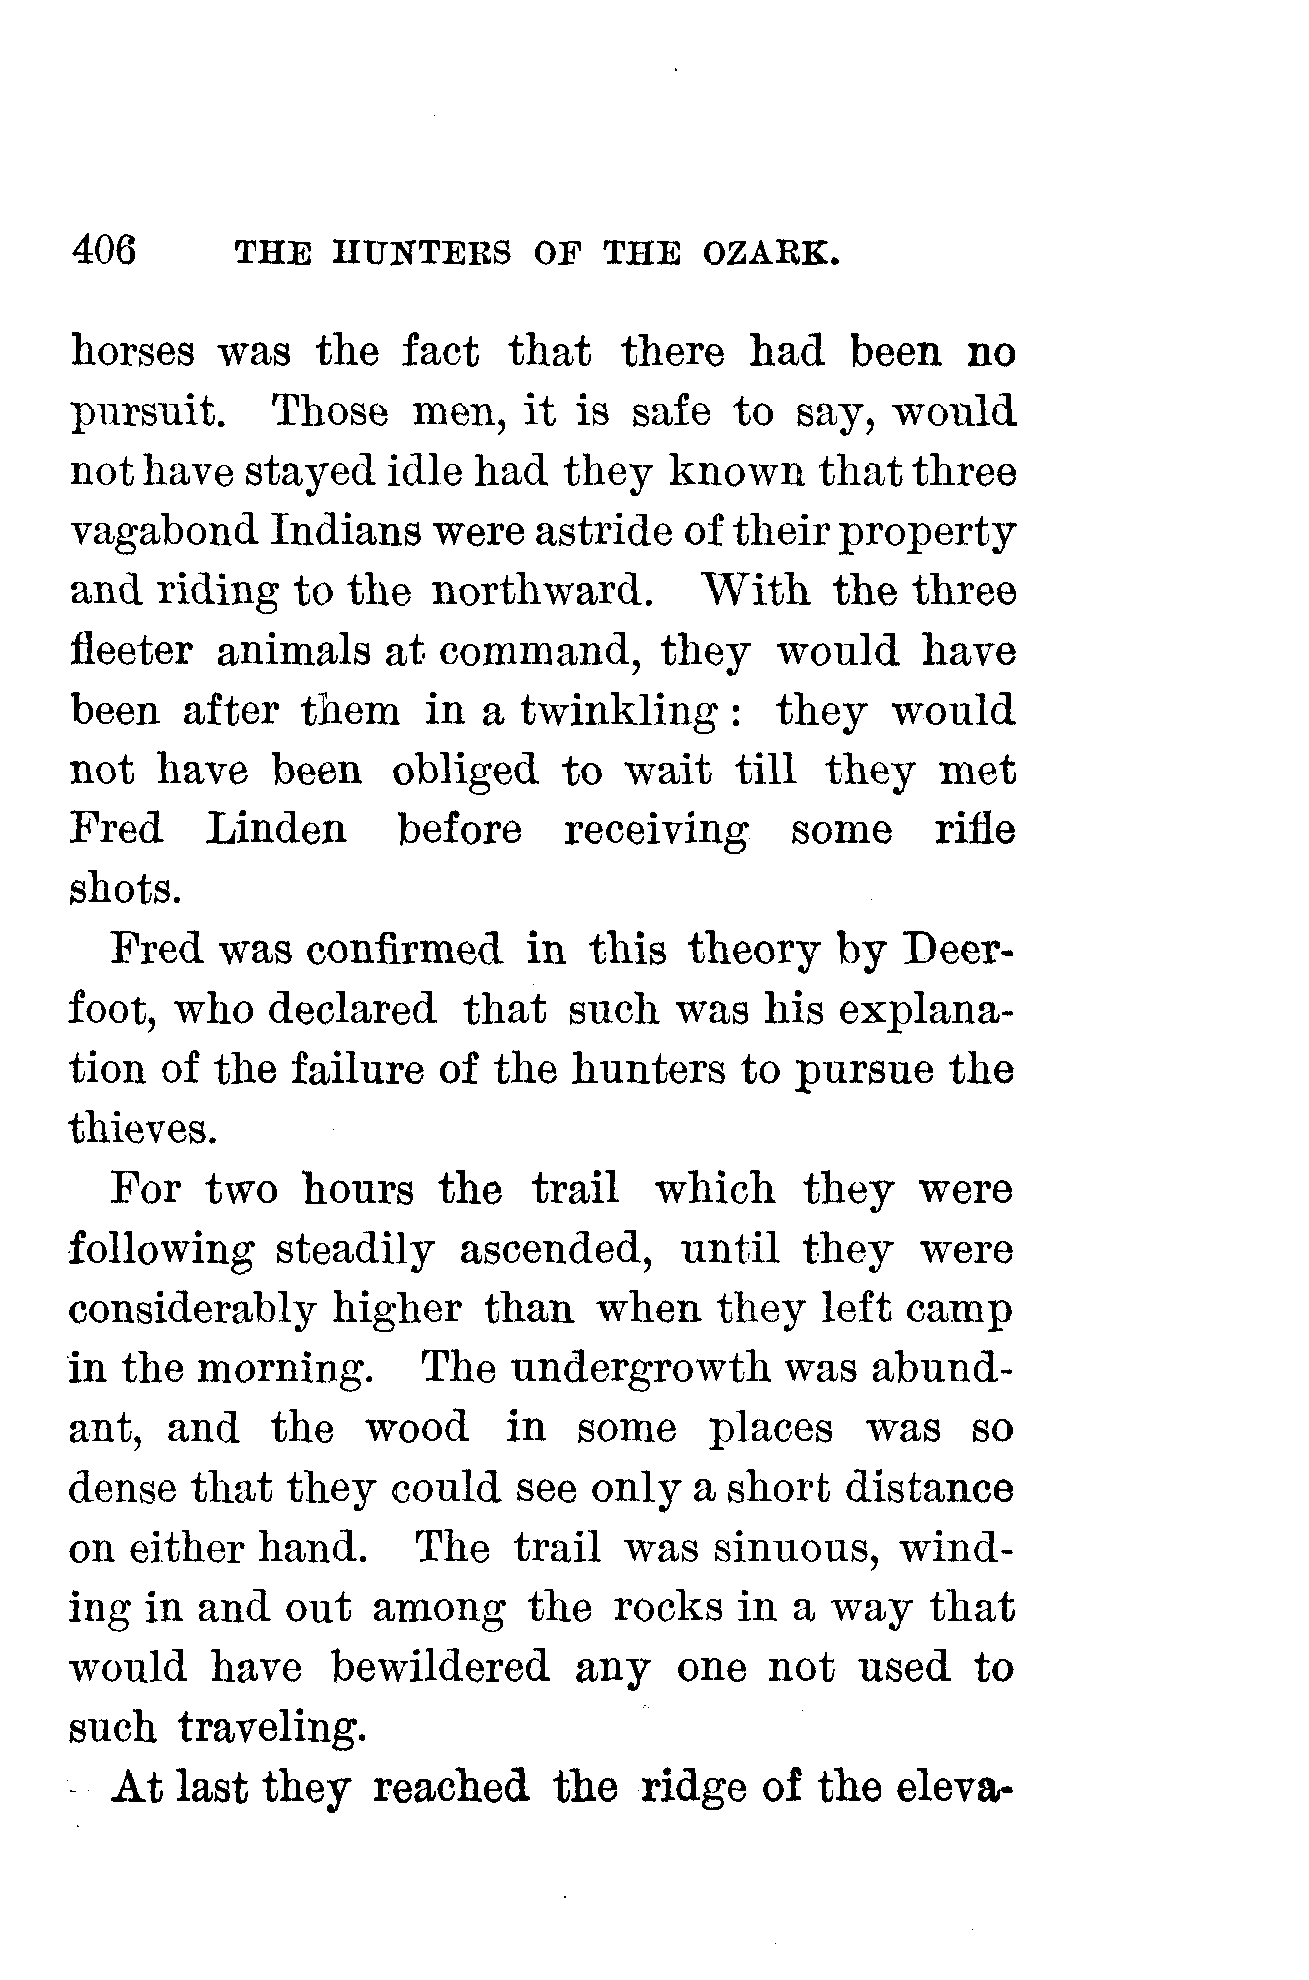 406 THE HUNTERS OF THE OZARK.
horses was the fact that there had been no
pursuit. Those men, it is safe to say, would
not have stayed idle had they known that three
vagabond Indians were astride of their property
and riding to the northward. With the three
fleeter animals at command, they would have
been after them in a twinkling : they would
not have been obliged to wait till they met
Fred Linden before receiving some rifle
shots.
Fred was confirmed in this theory by Deer-
foot, who declared that such was his explana-
tion of the failure of the hunters to pursue the
thieves.
For two hours the trail which they were
following steadily ascended, until they were
considerably higher than when they left camp
in the morning. The undergrowth was abund-
ant, and the wood in some places was so
dense that they could see only a short distance
on either hand. The trail was sinuous, wind-
ing in and out among the rocks in a way that
would have bewildered any one not used to
such traveling.
At last they reached the ridge of the eleva-